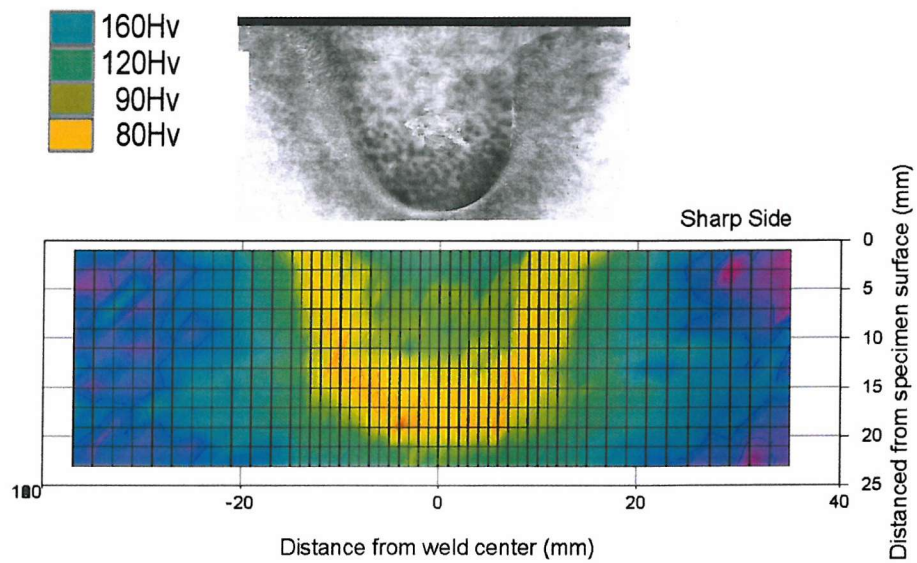 160Hv
120Hv
90Hv
80Hv
Sharp Side
0
5
10
15
20
25
-20
0
20
40
Distance from weld center (mm)
Distanced from specimen surface (mm)